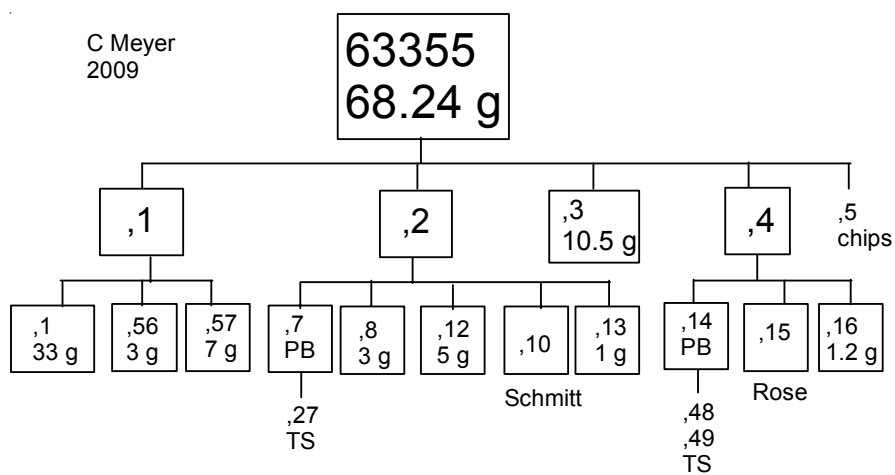 C Meyer
2009
63355
68.24 g
,1
,2
,3
10.5 g
,4
,5
chips
,1
33 g
,56
3 g
,57
7 g
,7
PB
,8
3 g
,12
5 g
,10
,13
1 g
,14
PB
,15
,16
1.2 g
Schmitt
Rose
,27
TS
,48
,49
TS